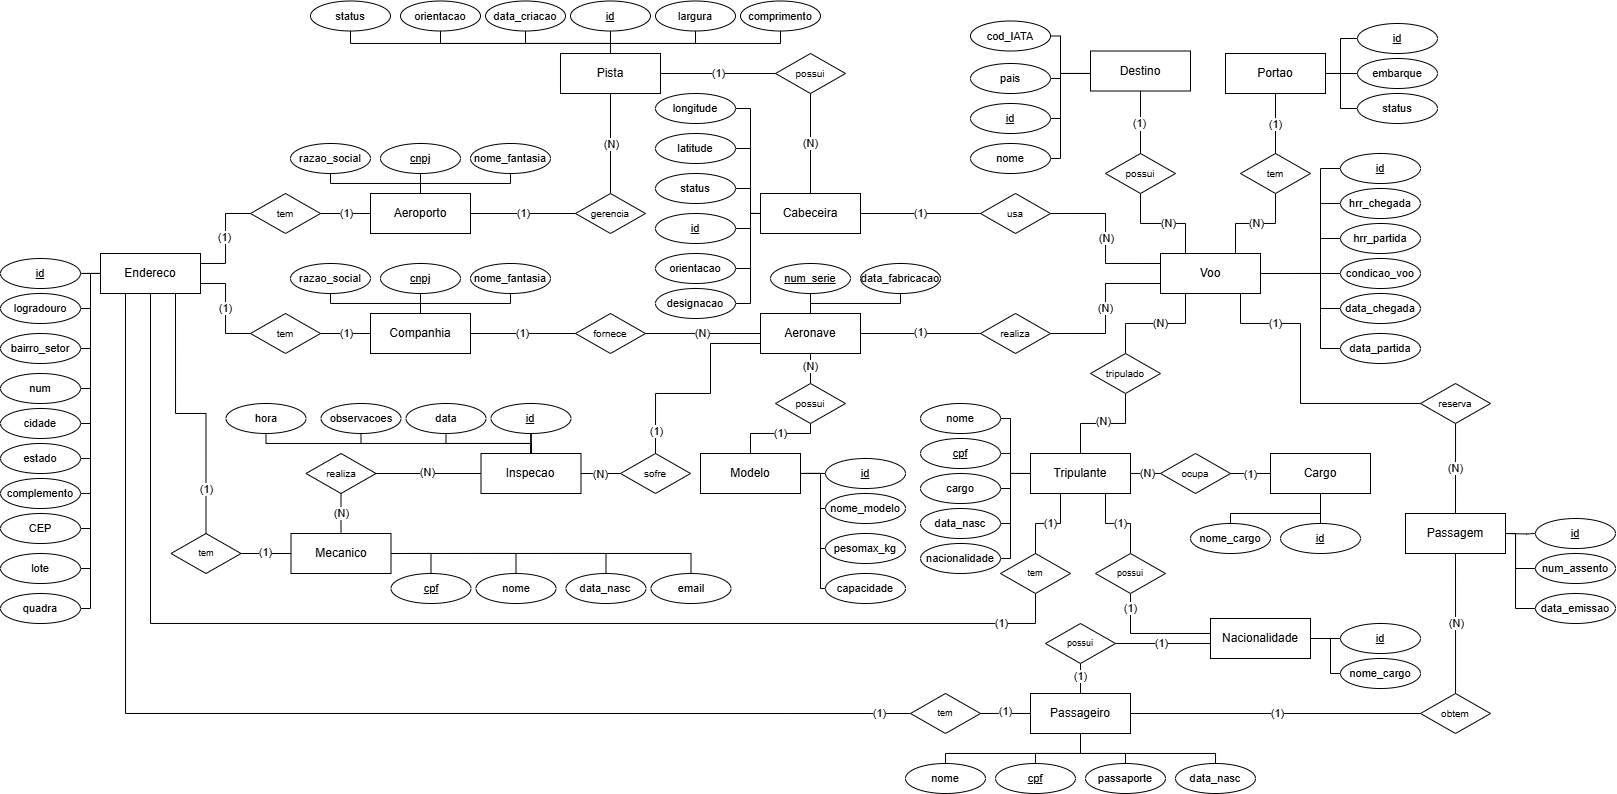 status
orientacao
data_criacao
id
largura
comprimento
Pista
(1)
possui
(N)
(N)
cod_IATA
pais
id
nome
Destino
(1)
possui
(N)
Portao
id
embarque
status
(1)
tem
(N)
longitude
latitude
status
id
orientacao
designacao
Cabeceira
(1)
usa
(N)
razao_social
cnpj
nome_fantasia
tem
(1)
Aeroporto
(1)
gerencia
(1)
Endereco
id
logradouro
bairro_setor
num
cidade
estado
complemento
CEP
lote
quadra
Voo
id
hrr_chegada
hrr_partida
condicao_voo
data_chegada
data_partida
razao_social
cnpj
nome_fantasia
(1)
tem
(1)
Companhia
(1)
fornece
(N)
num_serie
data_fabricacao
Aeronave
(1)
realiza
(N)
(N)
tripulado
(N)
(1)
reserva
(N)
(N)
possui
(1)
Modelo
id
nome_modelo
pesomax_kg
capacidade
hora
observacoes
data
id
realiza
(N)
Inspecao
(N)
sofre
(1)
(N)
(1)
tem
(1)
Mecanico
cpf
nome
data_nasc
email
nome
cpf
cargo
data_nasc
nacionalidade
Tripulante
(N)
ocupa
(1)
Cargo
nome_cargo
id
(1)
tem
(1)
(1)
possui
(1)
Passagem
id
num_assento
data_emissao
Nacionalidade
id
nome_cargo
possui
(1)
(1)
(N)
(1)
tem
(1)
Passageiro
(1)
obtem
nome
cpf
passaporte
data_nasc